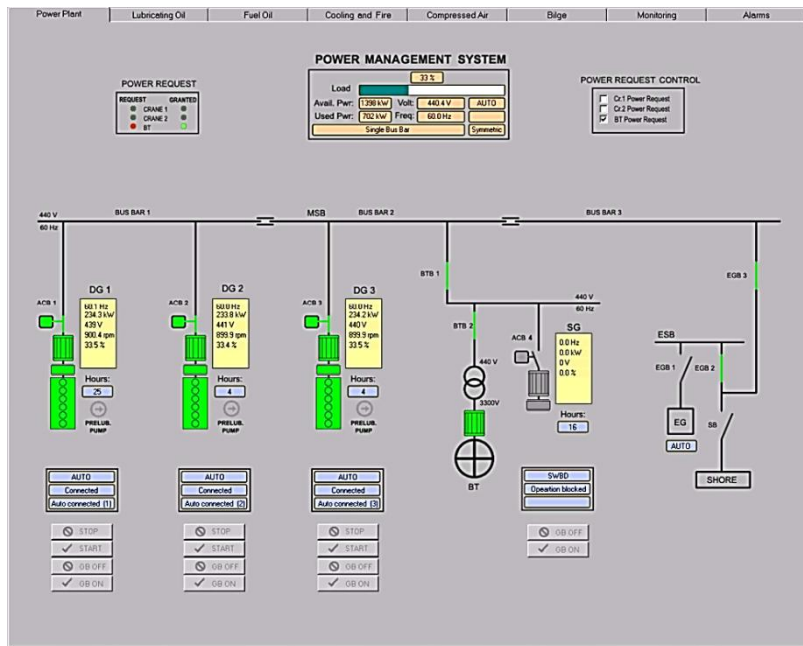 Power Plant Lubricating Oil Fuel Oil Cooling and Fire Compressed Air Bilge Monitoring Alarms
POWER MANAGEMENT SYSTEM
33 %
Load
Avail. Pwr: 1398 kW Volt: 440.4 V AUTO
Used Pwr: 702 kW Freq: 60.0 Hz
Single Bus Bar Symmetric
POWER REQUEST
REQUEST GRANTED
CRANE 1
CRANE 2
BT
POWER REQUEST CONTROL
Cr.1 Power Request
Cr.2 Power Request
BT Power Request
440 V BUS BAR 1 MSB BUS BAR 2 BUS BAR 3
60 Hz
DG 1
ACB 1
60.1 Hz
234.3 kW
439 V
900.4 rpm
33.5 %
Hours:
25
PRELUB.
PUMP
DG 2
ACB 2
60.0 Hz
233.8 kW
441 V
899.9 rpm
33.4 %
Hours:
4
PRELUB.
PUMP
DG 3
ACB 3
60.0 Hz
234.2 kW
440 V
899.9 rpm
33.5 %
Hours:
4
PRELUB.
PUMP
BTB 1
440 V
60 Hz
BTB 2
440 V
3300V
BT
ACB 4
SG
0.0 Hz
0.0 kW
0 V
0.0 %
Hours:
16
EGB 3
ESB
EGB 1 EGB 2
EG
AUTO
SB
SHORE
AUTO
Connected
Auto connected (1)
STOP
START
GB OFF
GB ON
AUTO
Connected
Auto connected (2)
STOP
START
GB OFF
GB ON
AUTO
Connected
Auto connected (3)
STOP
START
GB OFF
GB ON
SWBD
Opeartion blocked
GB OFF
GB ON